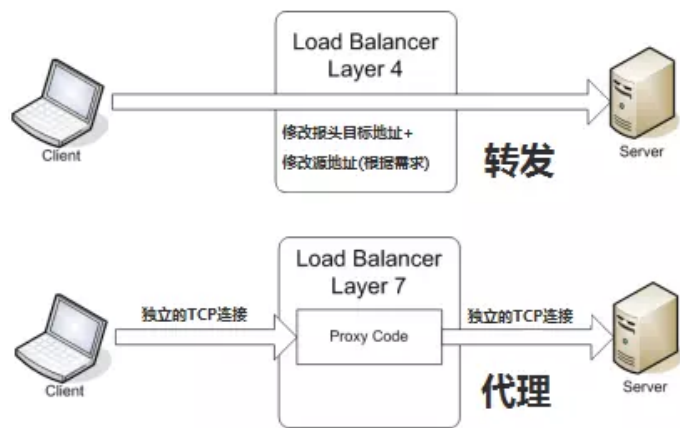 Load Balancer
Layer 4
修改报头目标地址+
修改源地址(根据需求)
转发
Client
Server
Load Balancer
Layer 7
独立的TCP连接
独立的TCP连接
Proxy Code
代理
Client
Server